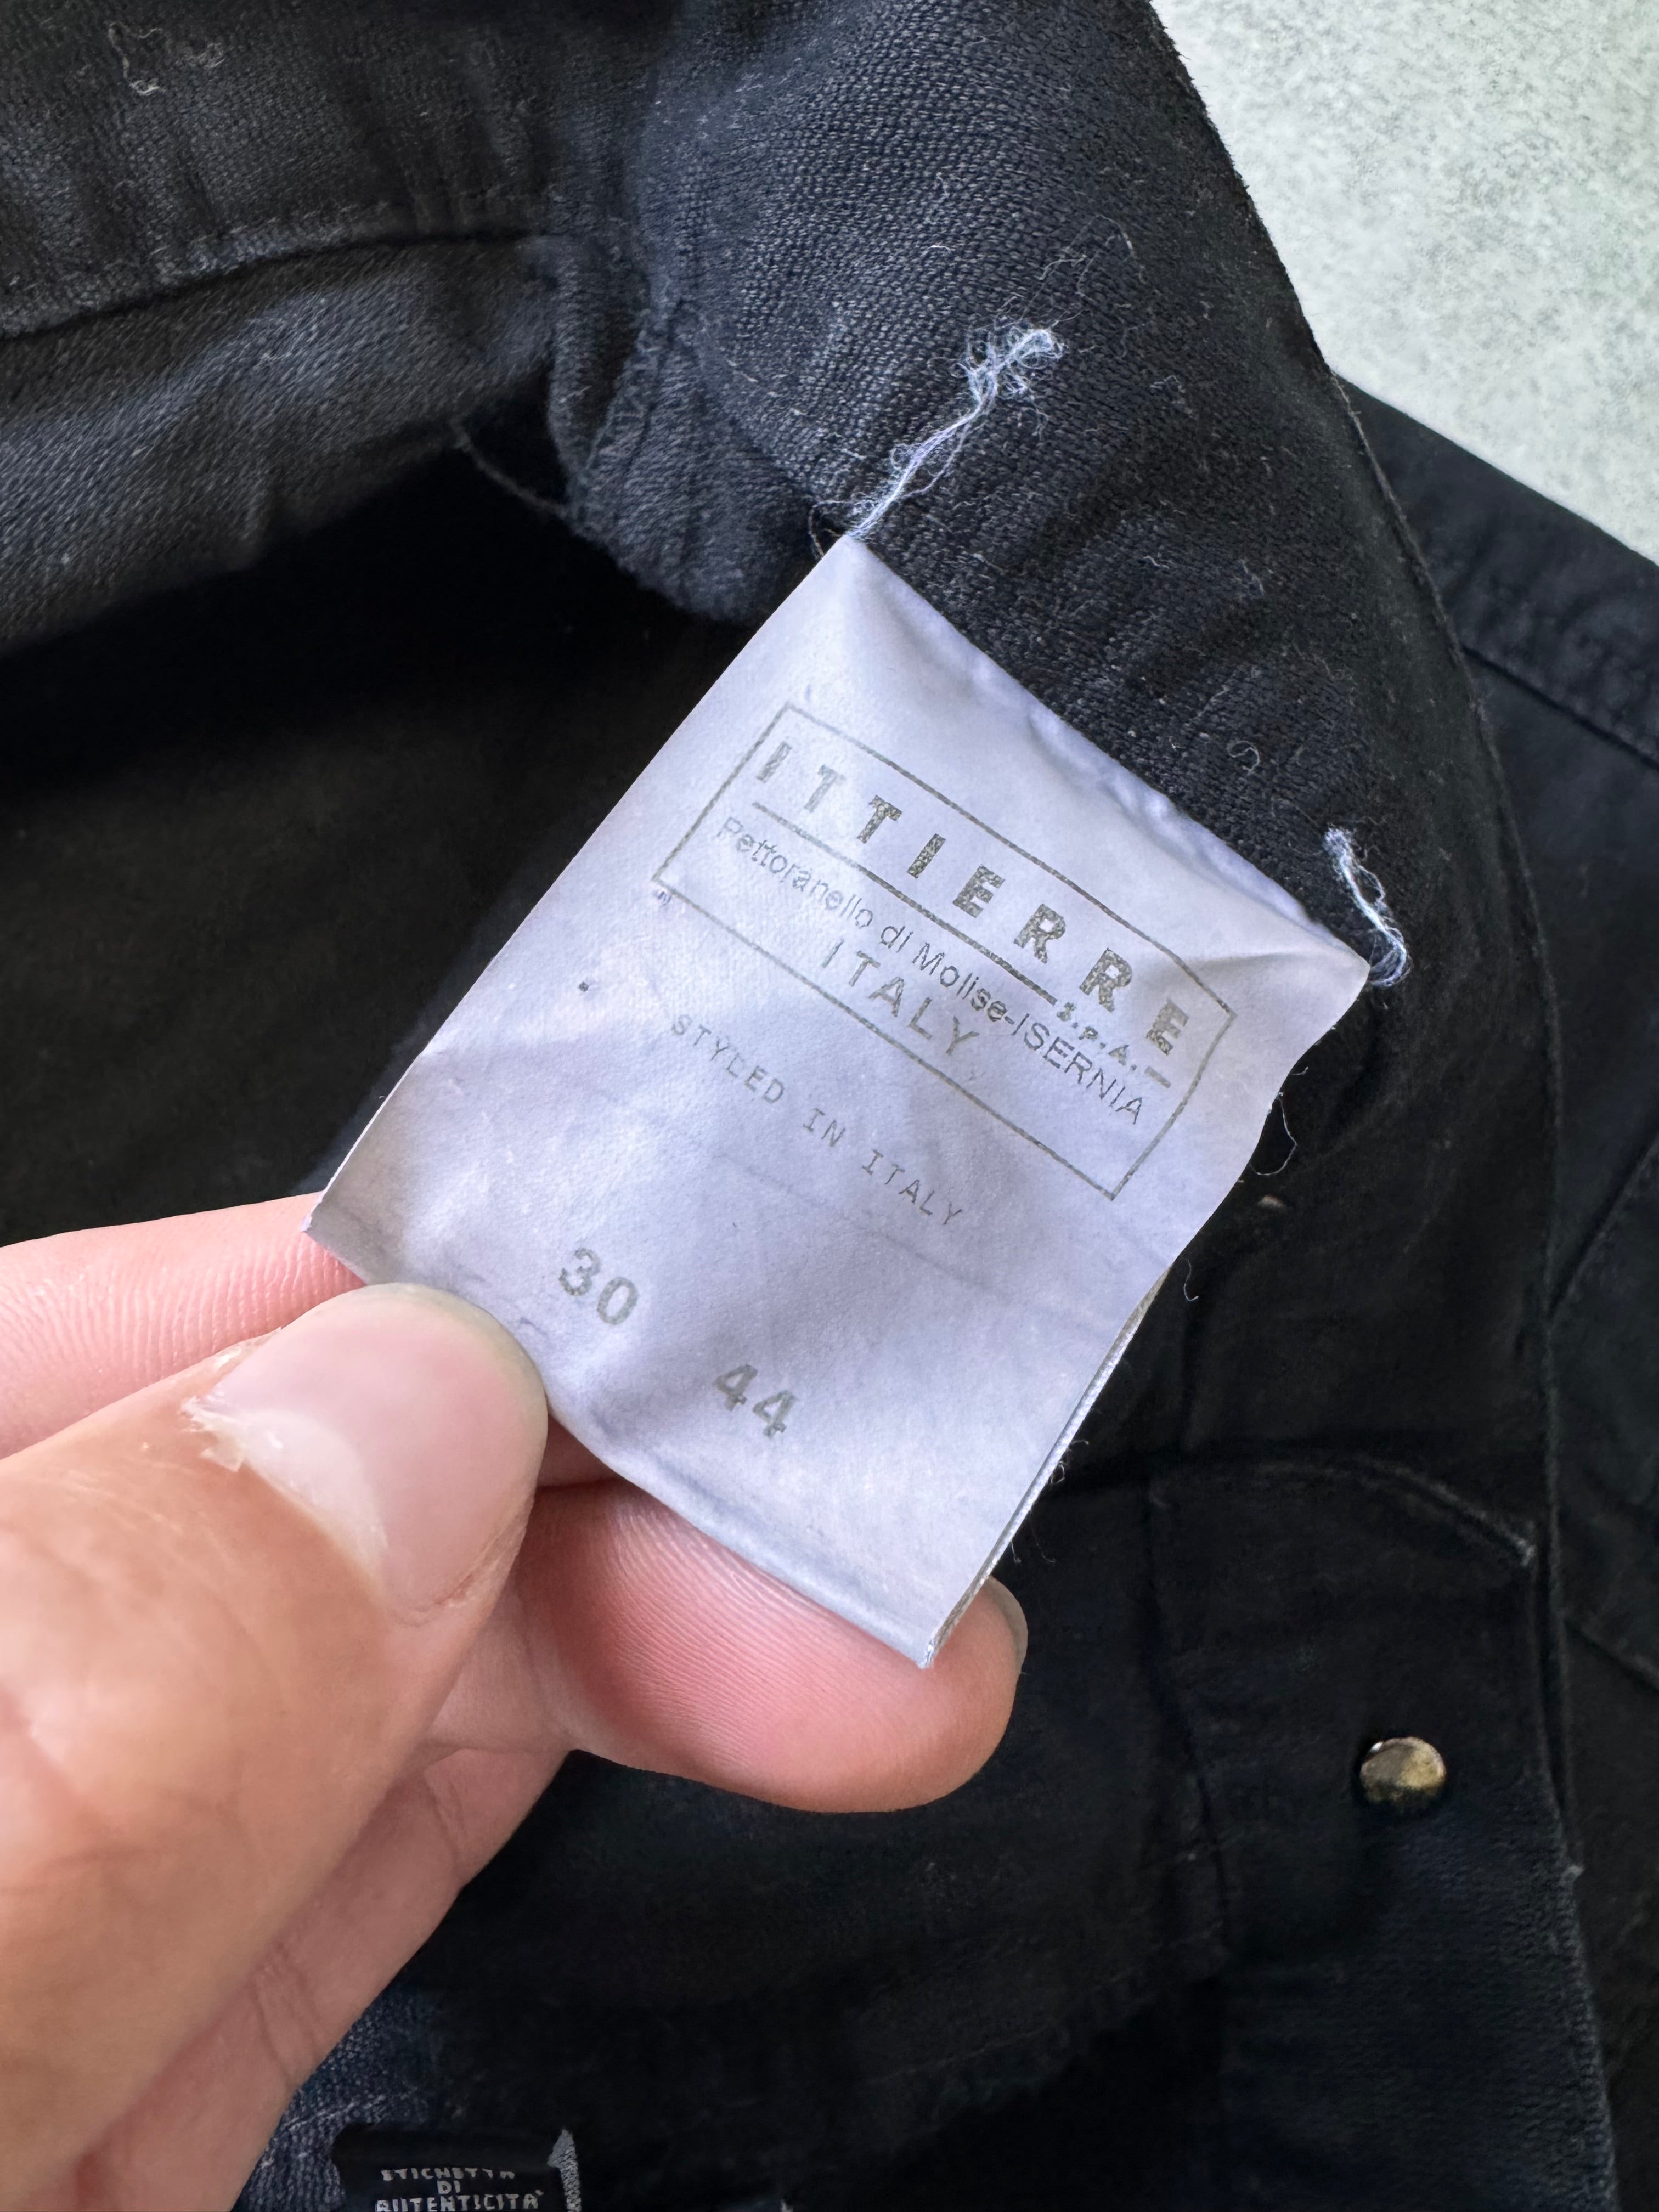 ITTIERRE
S.P.A.
Pettoranello di Molise-ISERNIA
ITALY
STYLED IN ITALY
30
44
ETICHETTA
DI
AUTENTICITA'